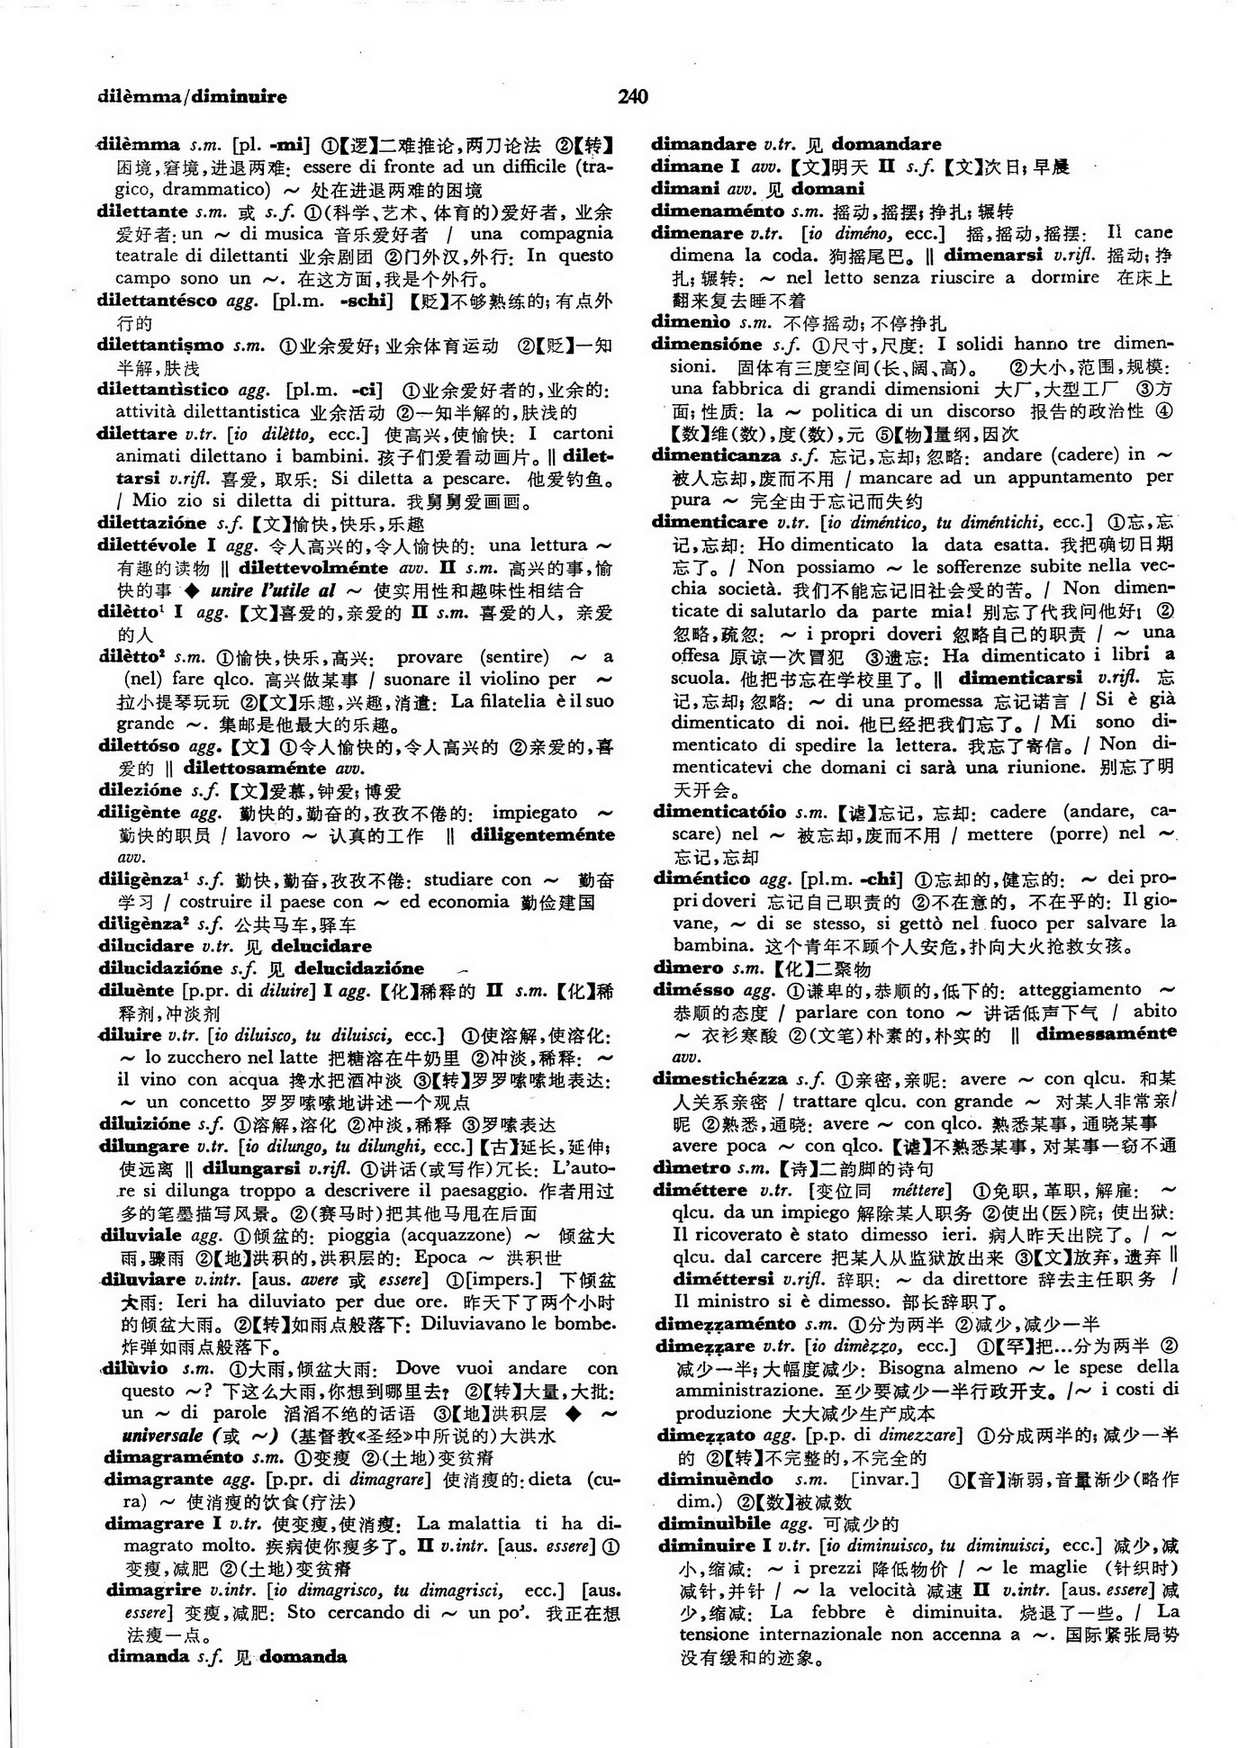 dilèmma/diminuire
240
dilèmma s.m. [pl. -mi] ①【逻】二难推论,两刀论法 ②【转】
困境,窘境,进退两难: essere di fronte ad un difficile (tra-
gico, drammatico) ~ 处在进退两难的困境
dilettante s.m. 或 s.f. ①(科学、艺术、体育的)爱好者, 业余
爱好者: un ~ di musica 音乐爱好者 / una compagnia
teatrale di dilettanti 业余剧团 ②门外汉,外行: In questo
campo sono un ~. 在这方面,我是个外行。
dilettantésco agg. [pl.m. -schi] 【贬】不够熟练的; 有点外
行的
dilettantiṣmo s.m. ①业余爱好; 业余体育运动 ②【贬】一知
半解,肤浅
dilettantìstico agg. [pl.m. -ci] ①业余爱好者的,业余的:
attività dilettantistica 业余活动 ②一知半解的,肤浅的
dilettare v.tr. [io dilètto, ecc.] 使高兴,使愉快: I cartoni
animati dilettano i bambini. 孩子们爱看动画片。‖ dilet-
tarsi v.rifl. 喜爱, 取乐: Si diletta a pescare. 他爱钓鱼。
/ Mio zio si diletta di pittura. 我舅舅爱画画。
dilettazióne s.f. 【文】愉快,快乐,乐趣
dilettévole I agg. 令人高兴的,令人愉快的: una lettura ~
有趣的读物 ‖ dilettevolménte avv. II s.m. 高兴的事,愉
快的事 ◆ unire l'utile al ~ 使实用性和趣味性相结合
dilètto¹ I agg. 【文】喜爱的,亲爱的 II s.m. 喜爱的人, 亲爱
的人
dilètto² s.m. ①愉快,快乐,高兴: provare (sentire) ~ a
(nel) fare qlco. 高兴做某事 / suonare il violino per ~
拉小提琴玩玩 ②【文】乐趣,兴趣,消遣: La filatelia è il suo
grande ~. 集邮是他最大的乐趣。
dilettóso agg. 【文】 ①令人愉快的,令人高兴的 ②亲爱的,喜
爱的 ‖ dilettosaménte avv.
dilezióne s.f. 【文】爱慕,钟爱; 博爱
diligènte agg. 勤快的,勤奋的,孜孜不倦的: impiegato ~
勤快的职员 / lavoro ~ 认真的工作 ‖ diligenteménte
avv.
diligènza¹ s.f. 勤快,勤奋,孜孜不倦: studiare con ~ 勤奋
学习 / costruire il paese con ~ ed economia 勤俭建国
diligènza² s.f. 公共马车,驿车
dilucidare v.tr. 见 delucidare
dilucidazióne s.f. 见 delucidazióne
diluènte [p.pr. di diluire] I agg. 【化】稀释的 II s.m. 【化】稀
释剂,冲淡剂
diluire v.tr. [io diluisco, tu diluisci, ecc.] ①使溶解,使溶化:
~ lo zucchero nel latte 把糖溶在牛奶里 ②冲淡,稀释: ~
il vino con acqua 搀水把酒冲淡 ③【转】罗罗嗦嗦地表达:
~ un concetto 罗罗嗦嗦地讲述一个观点
diluizióne s.f. ①溶解,溶化 ②冲淡,稀释 ③罗嗦表达
dilungare v.tr. [io dilungo, tu dilunghi, ecc.] 【古】延长,延伸;
使远离 ‖ dilungarsi v.rifl. ①讲话(或写作)冗长: L'auto-
re si dilunga troppo a descrivere il paesaggio. 作者用过
多的笔墨描写风景。②(赛马时)把其他马甩在后面
diluviale agg. ①倾盆的: pioggia (acquazzone) ~ 倾盆大
雨,骤雨 ②【地】洪积的,洪积层的: Epoca ~ 洪积世
diluviare v.intr. [aus. avere 或 essere] ①[impers.] 下倾盆
大雨: Ieri ha diluviato per due ore. 昨天下了两个小时
的倾盆大雨。②【转】如雨点般落下: Diluviavano le bombe.
炸弹如雨点般落下。
dilùvio s.m. ①大雨,倾盆大雨: Dove vuoi andare con
questo ~? 下这么大雨,你想到哪里去? ②【转】大量,大批:
un ~ di parole 滔滔不绝的话语 ③【地】洪积层 ◆ ~
universale (或 ~) (基督教《圣经》中所说的)大洪水
dimagraménto s.m. ①变瘦 ②(土地)变贫瘠
dimagrante agg. [p.pr. di dimagrare] 使消瘦的: dieta (cu-
ra) ~ 使消瘦的饮食(疗法)
dimagrare I v.tr. 使变瘦,使消瘦: La malattia ti ha di-
magrato molto. 疾病使你瘦多了。II v.intr. [aus. essere] ①
变瘦,减肥 ②(土地)变贫瘠
dimagrire v.intr. [io dimagrisco, tu dimagrisci, ecc.] [aus.
essere] 变瘦,减肥: Sto cercando di ~ un po'. 我正在想
法瘦一点。
dimanda s.f. 见 domanda
dimandare v.tr. 见 domandare
dimane I avv. 【文】明天 II s.f. 【文】次日; 早晨
dimani avv. 见 domani
dimenaménto s.m. 摇动,摇摆; 挣扎; 辗转
dimenare v.tr. [io diméno, ecc.] 摇,摇动,摇摆: Il cane
dimena la coda. 狗摇尾巴。‖ dimenarsi v.rifl. 摇动; 挣
扎; 辗转: ~ nel letto senza riuscire a dormire 在床上
翻来复去睡不着
dimenìo s.m. 不停摇动; 不停挣扎
dimensióne s.f. ①尺寸,尺度: I solidi hanno tre dimen-
sioni. 固体有三度空间(长、阔、高)。 ②大小,范围,规模:
una fabbrica di grandi dimensioni 大厂,大型工厂 ③方
面; 性质: la ~ politica di un discorso 报告的政治性 ④
【数】维(数),度(数),元 ⑤【物】量纲,因次
dimenticanza s.f. 忘记,忘却; 忽略: andare (cadere) in ~
被人忘却,废而不用 / mancare ad un appuntamento per
pura ~ 完全由于忘记而失约
dimenticare v.tr. [io diméntico, tu diméntichi, ecc.] ①忘,忘
记,忘却: Ho dimenticato la data esatta. 我把确切日期
忘了。/ Non possiamo ~ le sofferenze subite nella vec-
chia società. 我们不能忘记旧社会受的苦。/ Non dimen-
ticate di salutarlo da parte mia! 别忘了代我问他好! ②
忽略,疏忽: ~ i propri doveri 忽略自己的职责 / ~ una
offesa 原谅一次冒犯 ③遗忘: Ha dimenticato i libri a
scuola. 他把书忘在学校里了。‖ dimenticarsi v.rifl. 忘
记,忘却; 忽略: ~ di una promessa 忘记诺言 / Si è già
dimenticato di noi. 他已经把我们忘了。/ Mi sono di-
menticato di spedire la lettera. 我忘了寄信。/ Non di-
menticatevi che domani ci sarà una riunione. 别忘了明
天开会。
dimenticatóio s.m. 【谑】忘记, 忘却: cadere (andare, ca-
scare) nel ~ 被忘却,废而不用 / mettere (porre) nel ~
忘记,忘却
diméntico agg. [pl.m. -chi] ①忘却的,健忘的: ~ dei pro-
pri doveri 忘记自己职责的 ②不在意的, 不在乎的: Il gio-
vane, ~ di se stesso, si gettò nel fuoco per salvare la
bambina. 这个青年不顾个人安危,扑向大火抢救女孩。
dìmero s.m. 【化】二聚物
dimésso agg. ①谦卑的,恭顺的,低下的: atteggiamento ~
恭顺的态度 / parlare con tono ~ 讲话低声下气 / abito
~ 衣衫寒酸 ②(文笔)朴素的,朴实的 ‖ dimessaménte
avv.
dimestichézza s.f. ①亲密,亲昵: avere ~ con qlcu. 和某
人关系亲密 / trattare qlcu. con grande ~ 对某人非常亲
昵 ②熟悉,通晓: avere ~ con qlco. 熟悉某事,通晓某事 /
avere poca ~ con qlco. 【谑】不熟悉某事, 对某事一窍不通
dìmetro s.m. 【诗】二韵脚的诗句
diméttere v.tr. [变位同 méttere] ①免职,革职,解雇: ~
qlcu. da un impiego 解除某人职务 ②使出(医)院; 使出狱:
Il ricoverato è stato dimesso ieri. 病人昨天出院了。/ ~
qlcu. dal carcere 把某人从监狱放出来 ③【文】放弃,遗弃 ‖
diméttersi v.rifl. 辞职: ~ da direttore 辞去主任职务 /
Il ministro si è dimesso. 部长辞职了。
dimeẓẓaménto s.m. ①分为两半 ②减少,减少一半
dimeẓẓare v.tr. [io dimèẓẓo, ecc.] ①【罕】把…分为两半 ②
减少一半; 大幅度减少: Bisogna almeno ~ le spese della
amministrazione. 至少要减少一半行政开支。/~ i costi di
produzione 大大减少生产成本
dimeẓẓato agg. [p.p. di dimezzare] ①分成两半的; 减少一半
的 ②【转】不完整的,不完全的
diminuèndo s.m. [invar.] ①【音】渐弱,音量渐少(略作
dim.) ②【数】被减数
diminuìbile agg. 可减少的
diminuire I v.tr. [io diminuisco, tu diminuisci, ecc.] 减少,减
小,缩减: ~ i prezzi 降低物价 / ~ le maglie (针织时)
减针,并针 / ~ la velocità 减速 II v.intr. [aus. essere] 减
少,缩减: La febbre è diminuita. 烧退了一些。/ La
tensione internazionale non accenna a ~. 国际紧张局势
没有缓和的迹象。